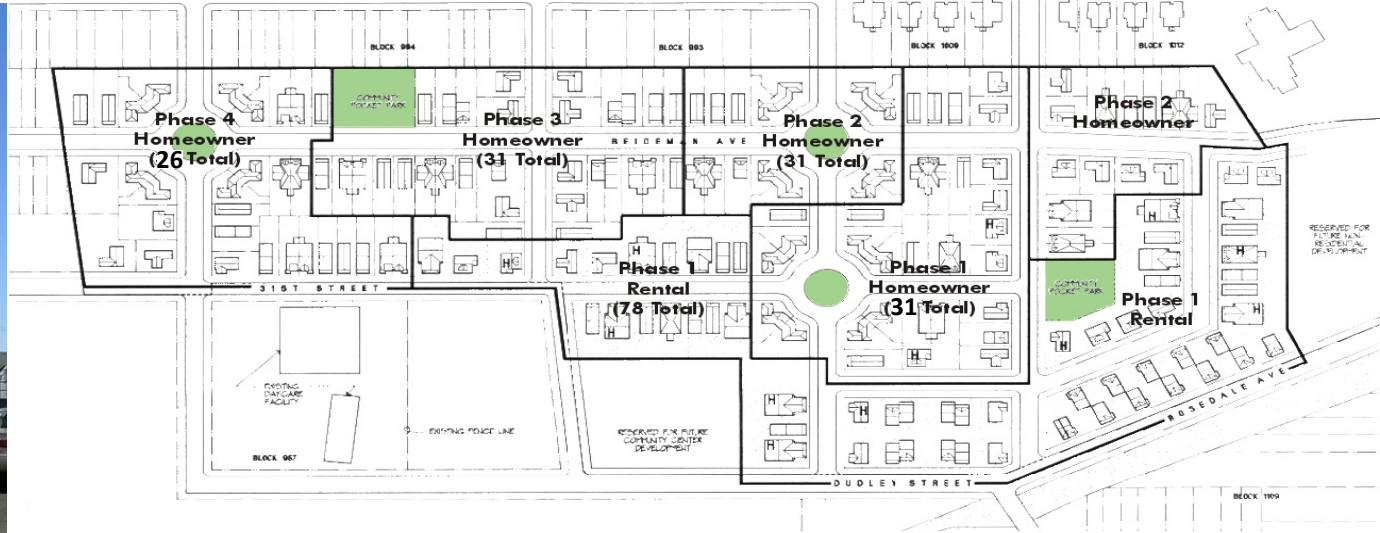 BLOCK 994
BLOCK 993
BLOCK 1009
BLOCK 1012
COMMUNITY
POCKET PARK
Phase 4
Homeowner
(26 Total)
Phase 3
Homeowner
(31 Total)
BEIDEMAN AVE
Phase 2
Homeowner
(31 Total)
Phase 2
Homeowner
H
H
H
H
H
RESERVED FOR
FUTURE NON-
RESIDENTIAL
DEVELOPMENT
Phase 1
Rental
(78 Total)
Phase 1
Homeowner
(31 Total)
COMMUNITY
POCKET PARK
Phase 1
Rental
31ST STREET
H
H
H
H
EXISTING
DAYCARE
FACILITY
EXISTING FENCE LINE
RESERVED FOR FUTURE
COMMUNITY CENTER
DEVELOPMENT
H
H
H
ROSEDALE AVE
BLOCK 987
DUDLEY STREET
BLOCK 1109